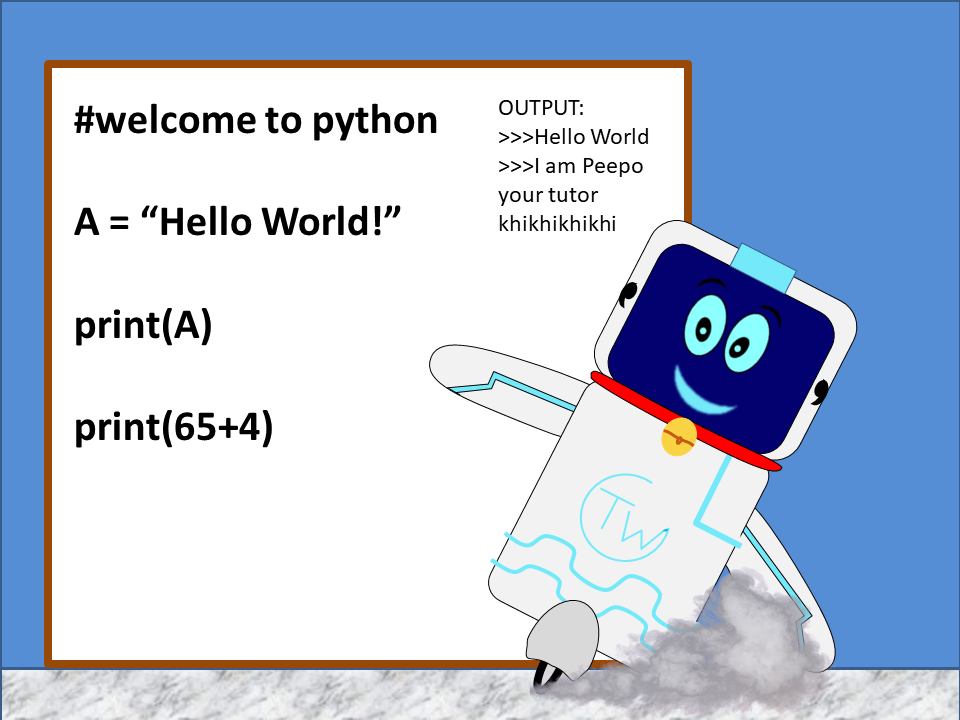 #welcome to python
A = “Hello World!”
print(A)
print(65+4)
OUTPUT:
>>>Hello World
>>>I am Peepo
your tutor
khikhikhikhi
TW